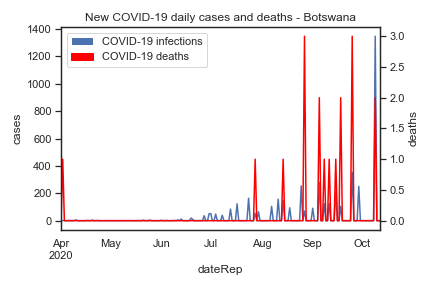 New COVID-19 daily cases and deaths - Botswana
COVID-19 infections
COVID-19 deaths
1400
1200
1000
800
600
400
200
0
cases
3.0
2.5
2.0
1.5
1.0
0.5
0.0
deaths
Apr May Jun Jul Aug Sep Oct
2020
dateRep